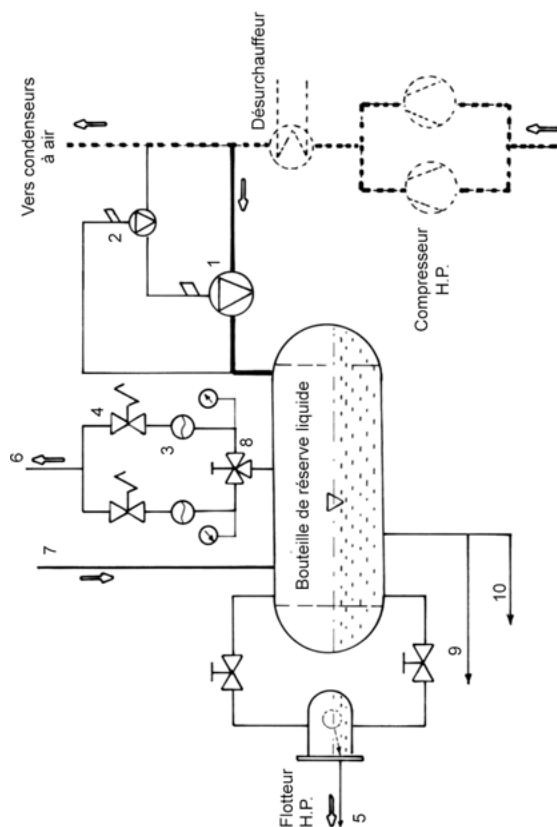 Vers condenseurs
à air
Désurchauffeur
Compresseur
H.P.
2
1
6
4
3
8
7
Bouteille de réserve liquide
10
9
Flotteur
H.P.
5